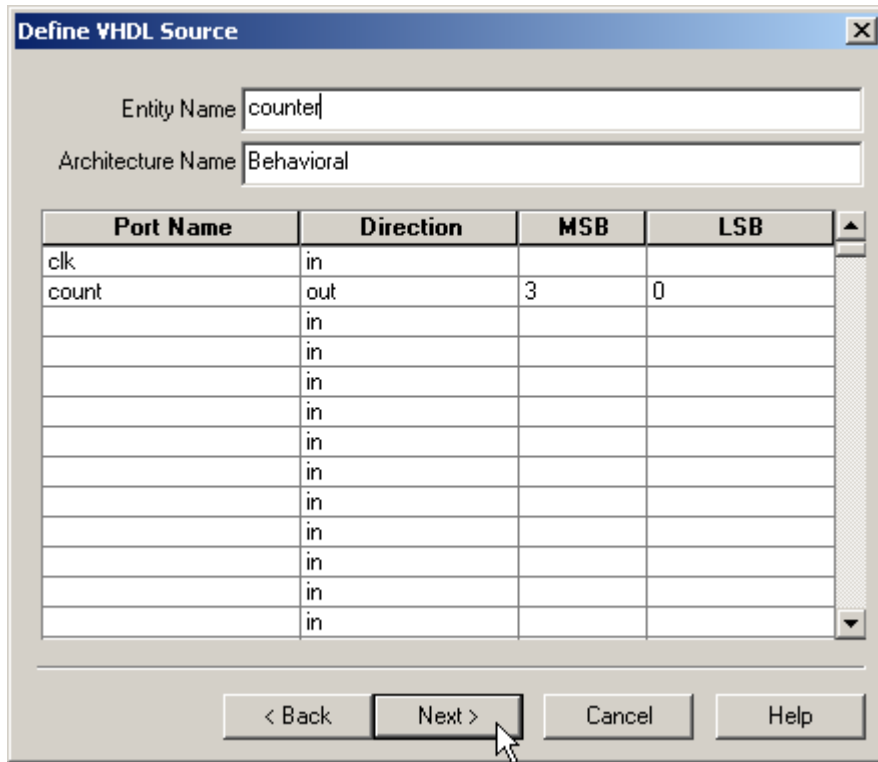 Define VHDL Source
Entity Name counter
Architecture Name Behavioral
Port Name Direction MSB LSB
clk in
count out 3 0
in
in
in
in
in
in
in
in
in
in
in
< Back Next > Cancel Help